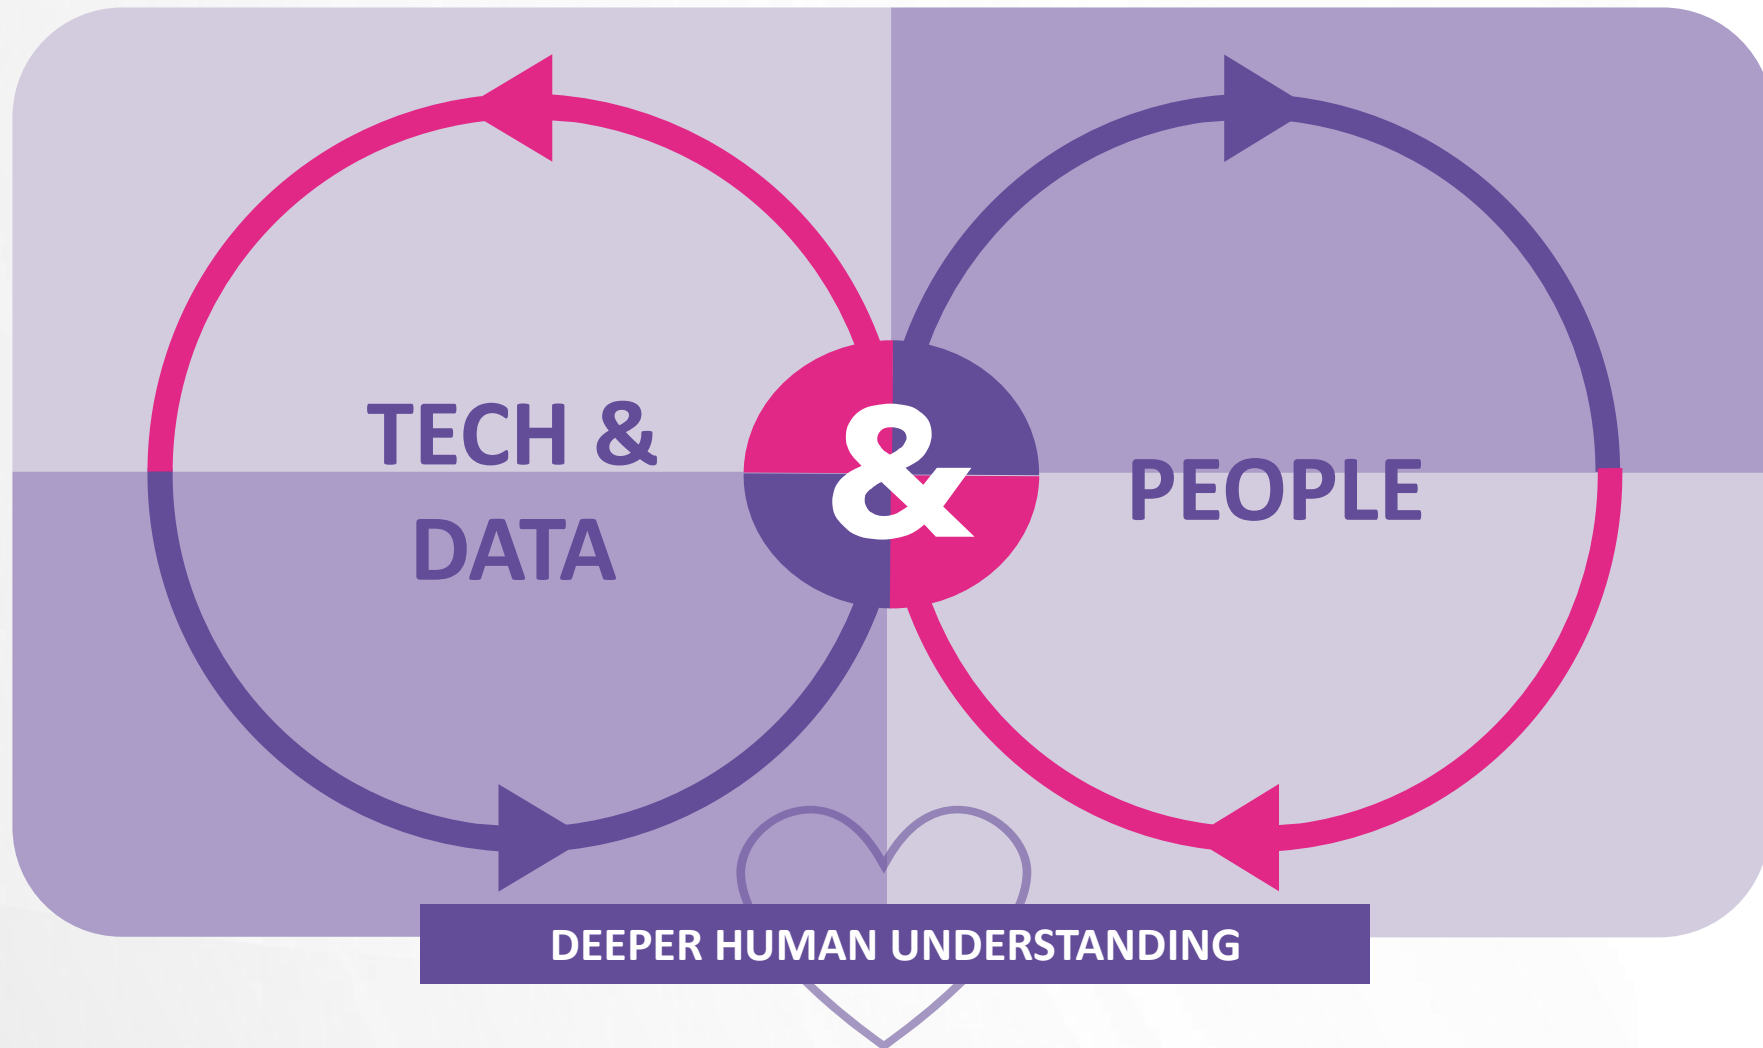 TECH &
DATA
&
PEOPLE
DEEPER HUMAN UNDERSTANDING